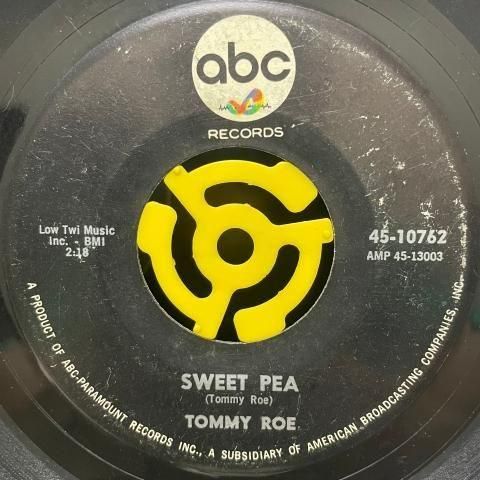 abc
RECORDS
Low Twi Music
Inc. - BMI
2:18
45-10762
AMP 45-13003
SWEET PEA
(Tommy Roe)
TOMMY ROE
A PRODUCT OF ABC-PARAMOUNT RECORDS INC., A SUBSIDIARY OF AMERICAN BROADCASTING COMPANIES, INC.